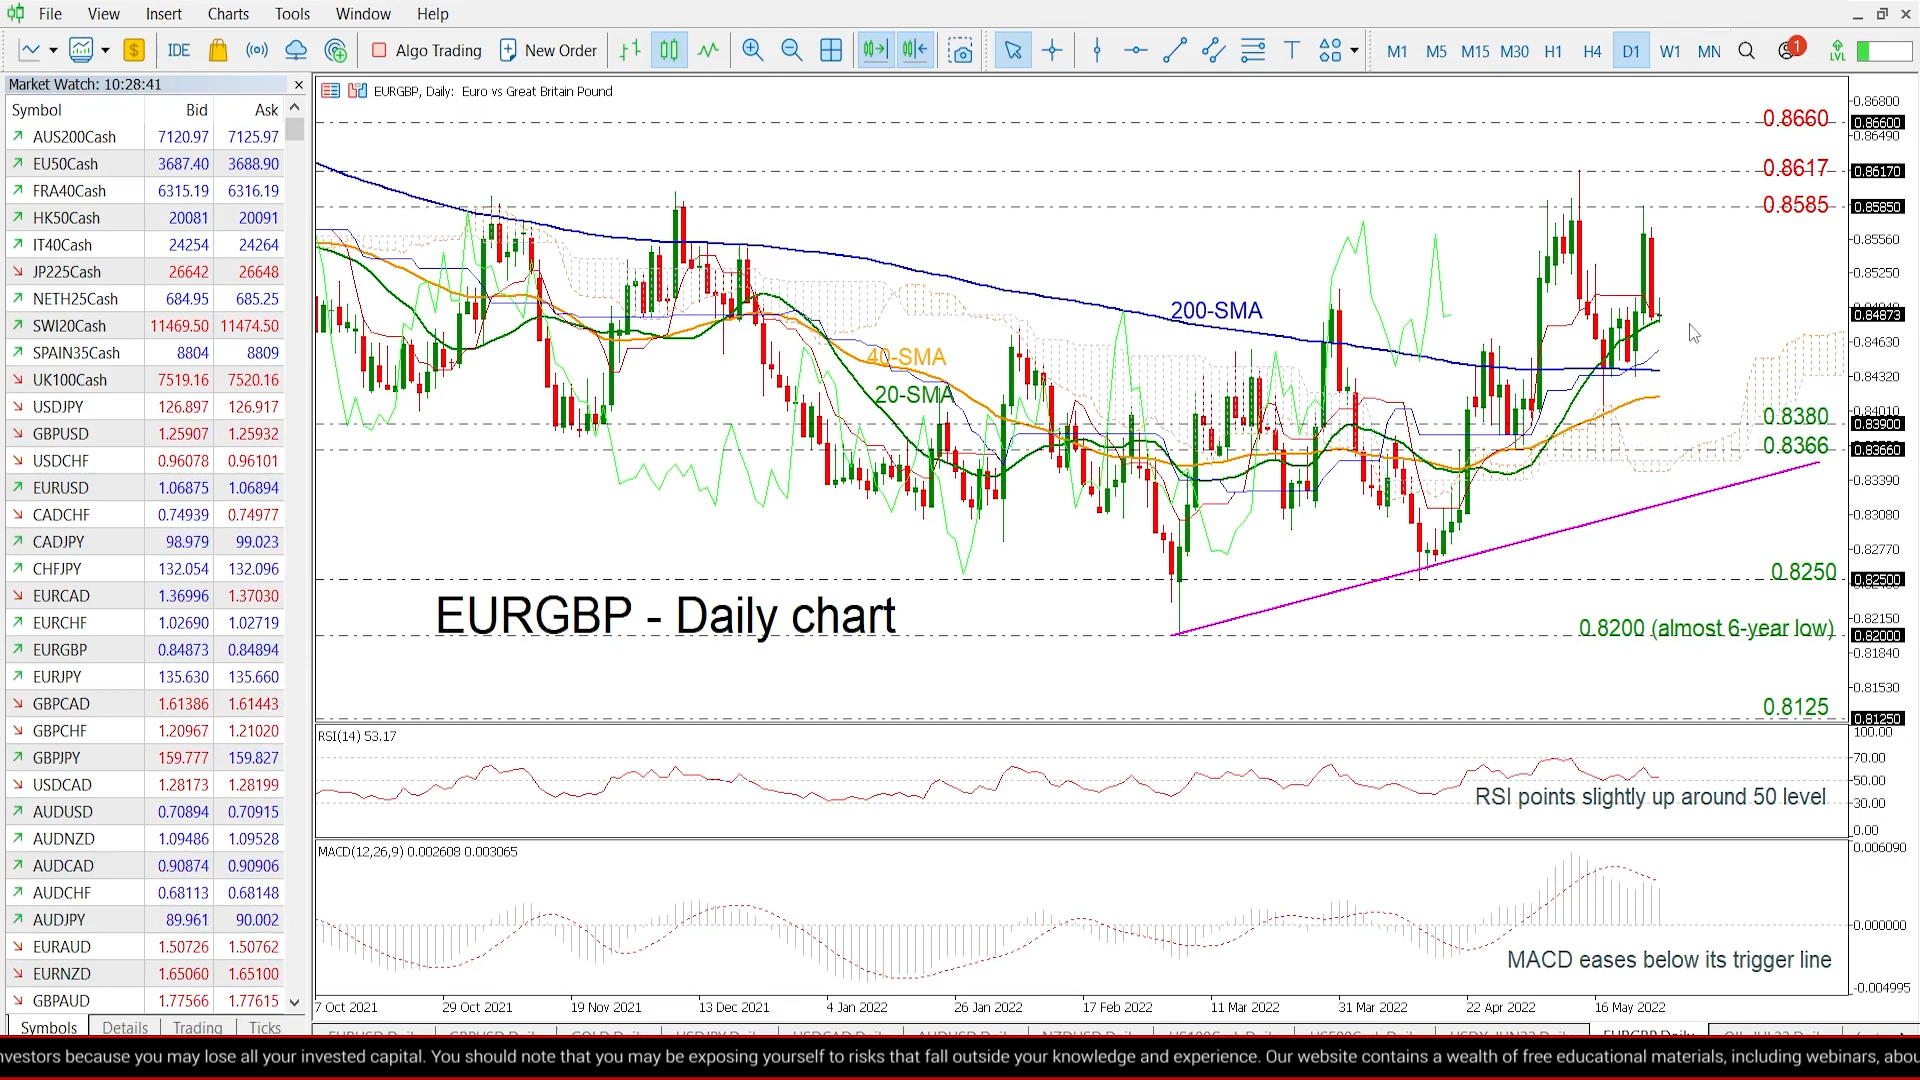 File View Insert Charts Tools Window Help
IDE Algo Trading New Order M1 M5 M15 M30 H1 H4 D1 W1 MN 1 LVL
Market Watch: 10:28:41
Symbol Bid Ask
AUS200Cash 7120.97 7125.97
EU50Cash 3687.40 3688.90
FRA40Cash 6315.19 6316.19
HK50Cash 20081 20091
IT40Cash 24254 24264
JP225Cash 26642 26648
NETH25Cash 684.95 685.25
SWI20Cash 11469.50 11474.50
SPAIN35Cash 8804 8809
UK100Cash 7519.16 7520.16
USDJPY 126.897 126.917
GBPUSD 1.25907 1.25932
USDCHF 0.96078 0.96101
EURUSD 1.06875 1.06894
CADCHF 0.74939 0.74977
CADJPY 98.979 99.023
CHFJPY 132.054 132.096
EURCAD 1.36996 1.37030
EURCHF 1.02690 1.02719
EURGBP 0.84873 0.84894
EURJPY 135.630 135.660
GBPCAD 1.61386 1.61443
GBPCHF 1.20967 1.21020
GBPJPY 159.777 159.827
USDCAD 1.28173 1.28199
AUDUSD 0.70894 0.70915
AUDNZD 1.09486 1.09528
AUDCAD 0.90874 0.90906
AUDCHF 0.68113 0.68148
AUDJPY 89.961 90.002
EURAUD 1.50726 1.50762
EURNZD 1.65060 1.65100
GBPAUD 1.77566 1.77615
Symbols Details Trading Ticks
EURGBP, Daily: Euro vs Great Britain Pound
0.8660
0.8617
0.8585
200-SMA
40-SMA
20-SMA
0.8380
0.8366
0.8250
EURGBP - Daily chart
0.8200 (almost 6-year low)
0.8125
0.86800
0.86600
0.86490
0.86170
0.85850
0.85560
0.85250
0.84873
0.84630
0.84320
0.84010
0.83900
0.83660
0.83390
0.83080
0.82770
0.82500
0.82150
0.82000
0.81840
0.81530
0.81250
RSI(14) 53.17
RSI points slightly up around 50 level
100.00
70.00
50.00
30.00
0.00
MACD(12,26,9) 0.002608 0.003065
MACD eases below its trigger line
0.006090
0.000000
-0.004995
7 Oct 2021 29 Oct 2021 19 Nov 2021 13 Dec 2021 4 Jan 2022 26 Jan 2022 17 Feb 2022 11 Mar 2022 31 Mar 2022 22 Apr 2022 16 May 2022
nvestors because you may lose all your invested capital. You should note that you may be exposing yourself to risks that fall outside your knowledge and experience. Our website contains a wealth of free educational materials, including webinars, abou